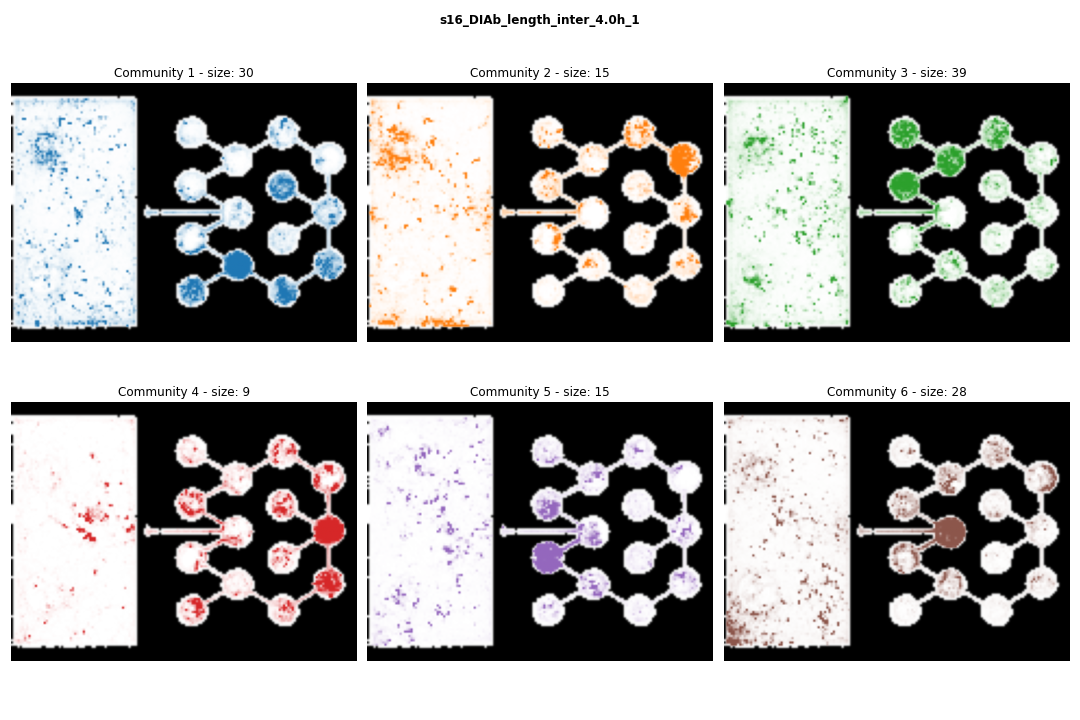 s16_DIAb_length_inter_4.0h_1
Community 1 - size: 30
Community 2 - size: 15
Community 3 - size: 39
Community 4 - size: 9
Community 5 - size: 15
Community 6 - size: 28